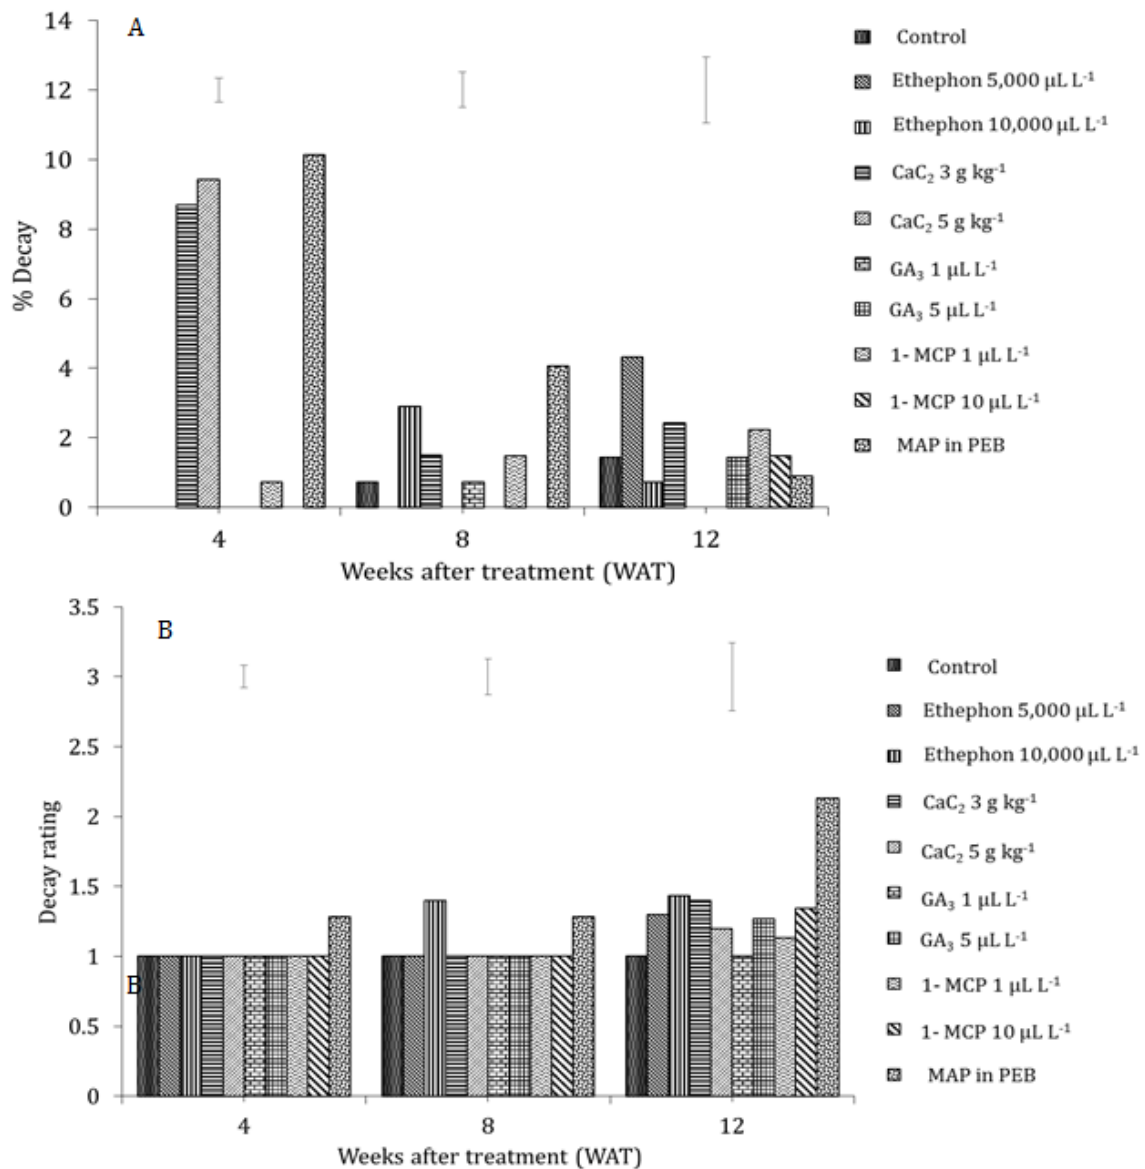 A
14
12
10
8
6
4
2
0
% Decay
4 8 12
Weeks after treatment (WAT)
Control
Ethephon 5,000 µL L⁻¹
Ethephon 10,000 µL L⁻¹
CaC₂ 3 g kg⁻¹
CaC₂ 5 g kg⁻¹
GA₃ 1 µL L⁻¹
GA₃ 5 µL L⁻¹
1- MCP 1 µL L⁻¹
1- MCP 10 µL L⁻¹
MAP in PEB
B
3.5
3
2.5
2
1.5
1
0.5
0
Decay rating
B
4 8 12
Weeks after treatment (WAT)
Control
Ethephon 5,000 µL L⁻¹
Ethephon 10,000 µL L⁻¹
CaC₂ 3 g kg⁻¹
CaC₂ 5 g kg⁻¹
GA₃ 1 µL L⁻¹
GA₃ 5 µL L⁻¹
1- MCP 1 µL L⁻¹
1- MCP 10 µL L⁻¹
MAP in PEB